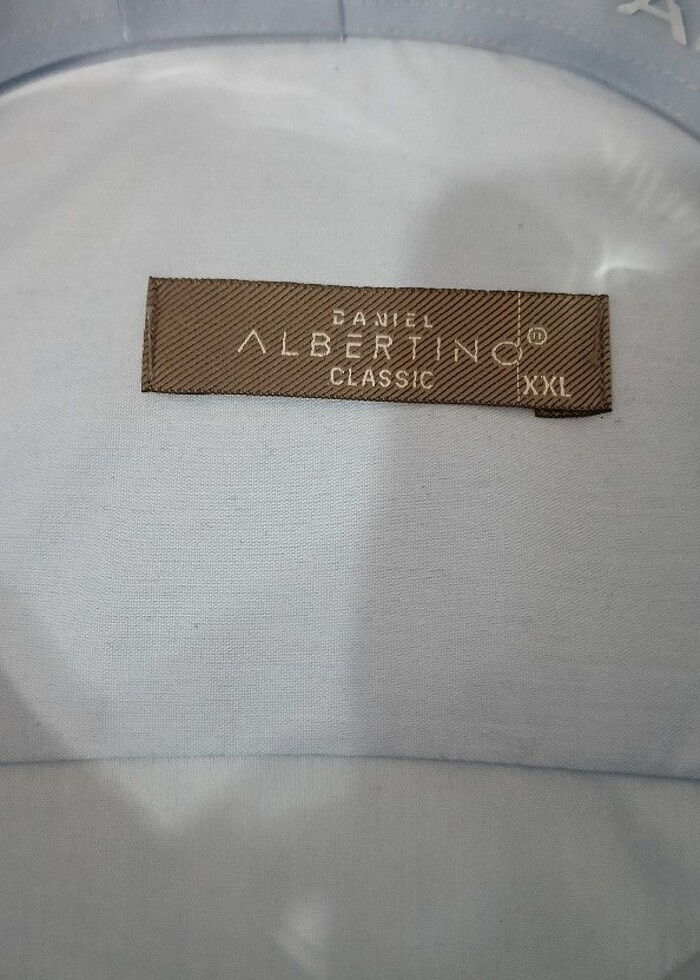 A
DANIEL
ALBERTINO®
CLASSIC
XXL